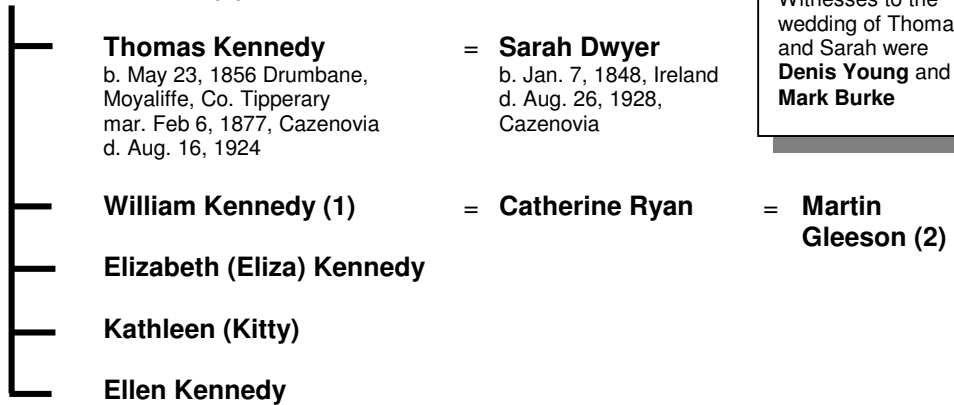 Thomas Kennedy = Sarah Dwyer
b. May 23, 1856 Drumbane,
Moyaliffe, Co. Tipperary
mar. Feb 6, 1877, Cazenovia
d. Aug. 16, 1924
b. Jan. 7, 1848, Ireland
d. Aug. 26, 1928,
Cazenovia
Witnesses to the
wedding of Thoma
and Sarah were
Denis Young and
Mark Burke
William Kennedy (1) = Catherine Ryan = Martin
Gleeson (2)
Elizabeth (Eliza) Kennedy
Kathleen (Kitty)
Ellen Kennedy